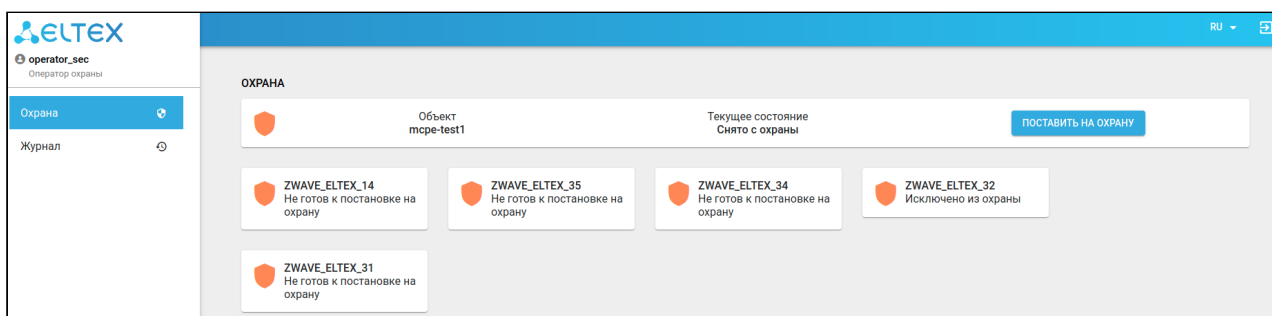 ELTEX
RU
operator_sec
Оператор охраны
Охрана
Журнал
ОХРАНА
Объект
mcpe-test1
Текущее состояние
Снято с охраны
ПОСТАВИТЬ НА ОХРАНУ
ZWAVE_ELTEX_14
Не готов к постановке на
охрану
ZWAVE_ELTEX_35
Не готов к постановке на
охрану
ZWAVE_ELTEX_34
Не готов к постановке на
охрану
ZWAVE_ELTEX_32
Исключено из охраны
ZWAVE_ELTEX_31
Не готов к постановке на
охрану